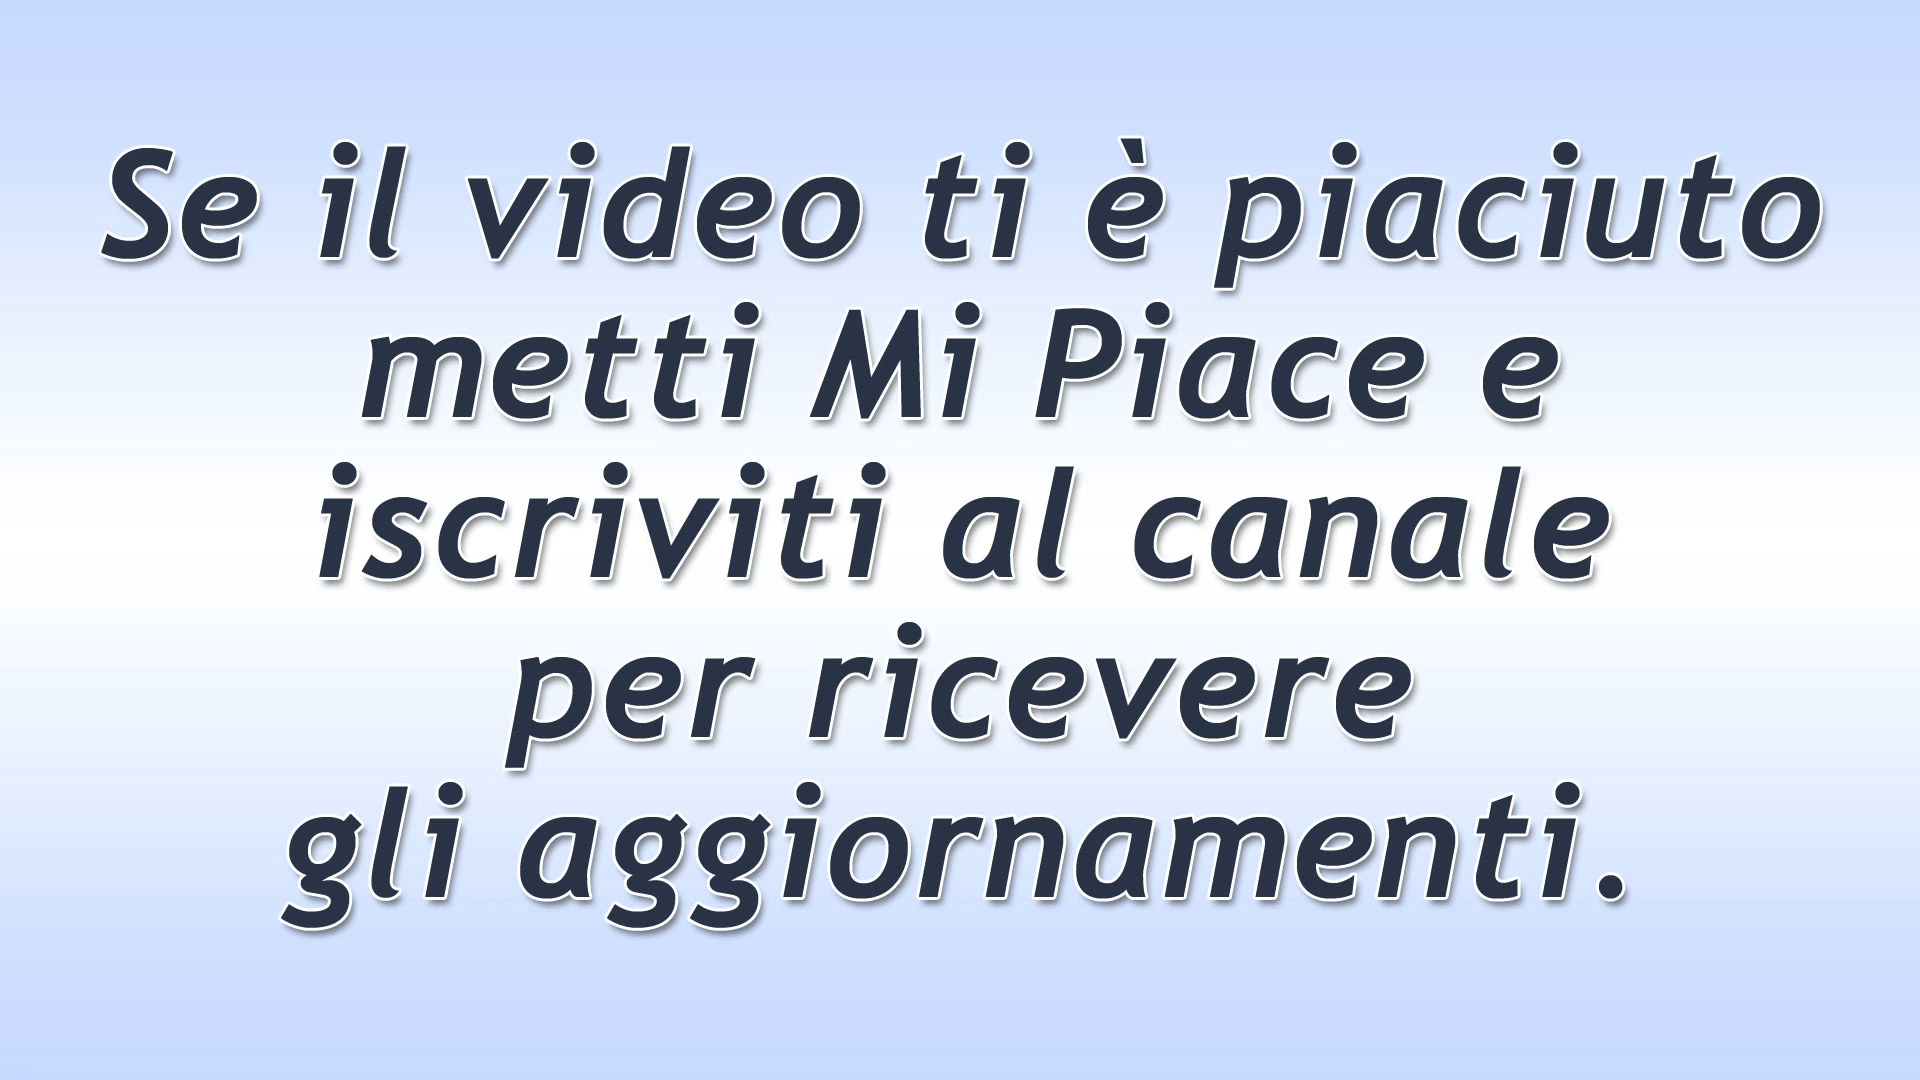 Se il video ti è piaciuto
metti Mi Piace e
iscriviti al canale
per ricevere
gli aggiornamenti.